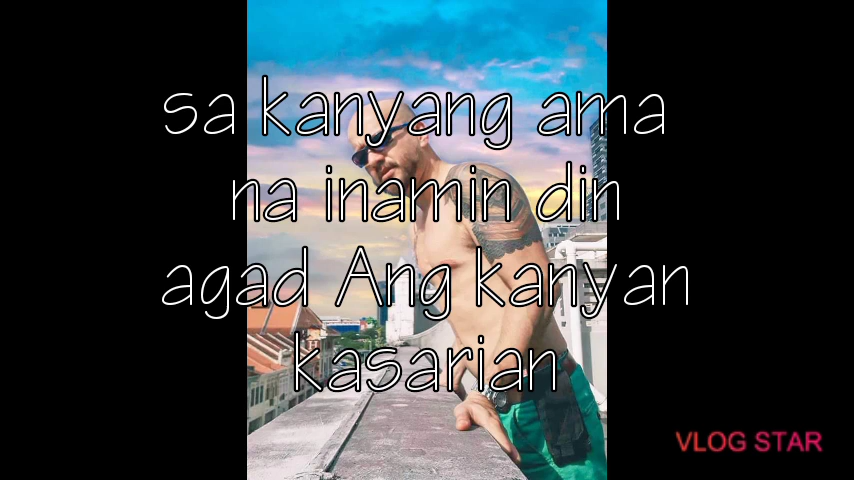 sa kanyang ama
na inamin din
agad Ang kanyan
kasarian
VLOG STAR